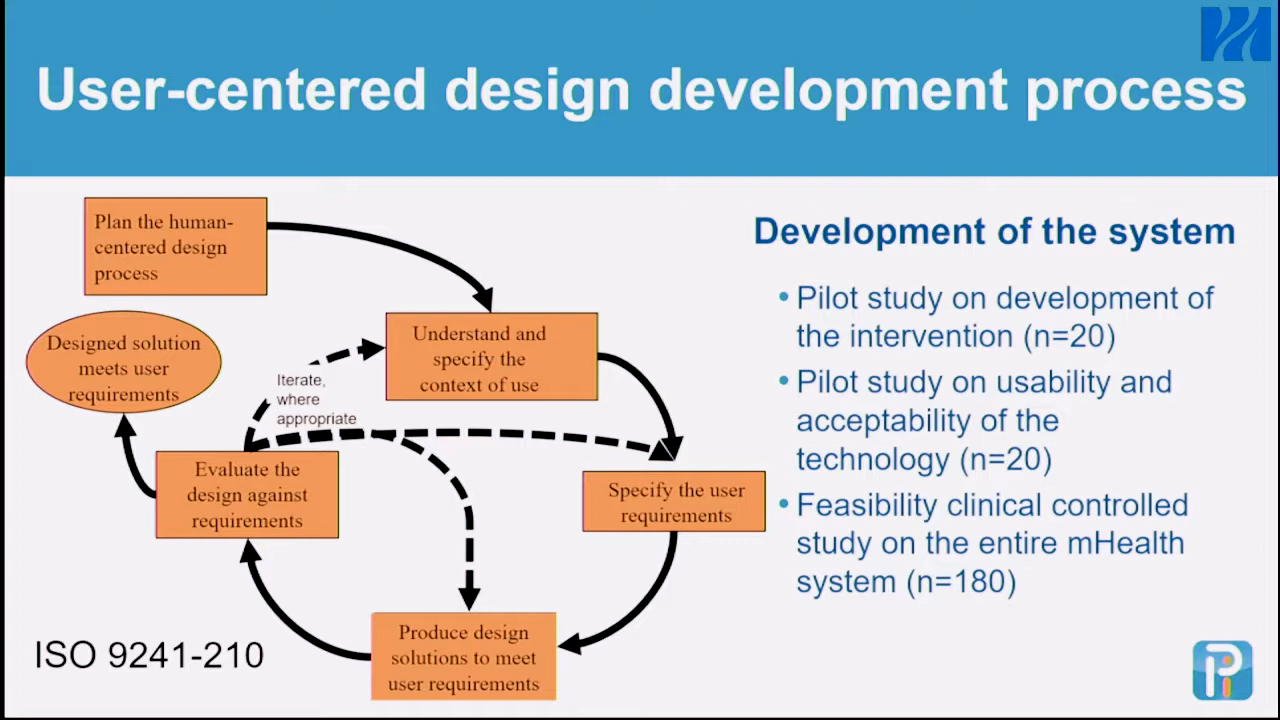 User-centered design development process
Plan the human-
centered design
process
Designed solution
meets user
requirements
Understand and
specify the
context of use
Iterate,
where
appropriate
Evaluate the
design against
requirements
Specify the user
requirements
Produce design
solutions to meet
user requirements
ISO 9241-210
Development of the system
• Pilot study on development of
the intervention (n=20)
• Pilot study on usability and
acceptability of the
technology (n=20)
• Feasibility clinical controlled
study on the entire mHealth
system (n=180)